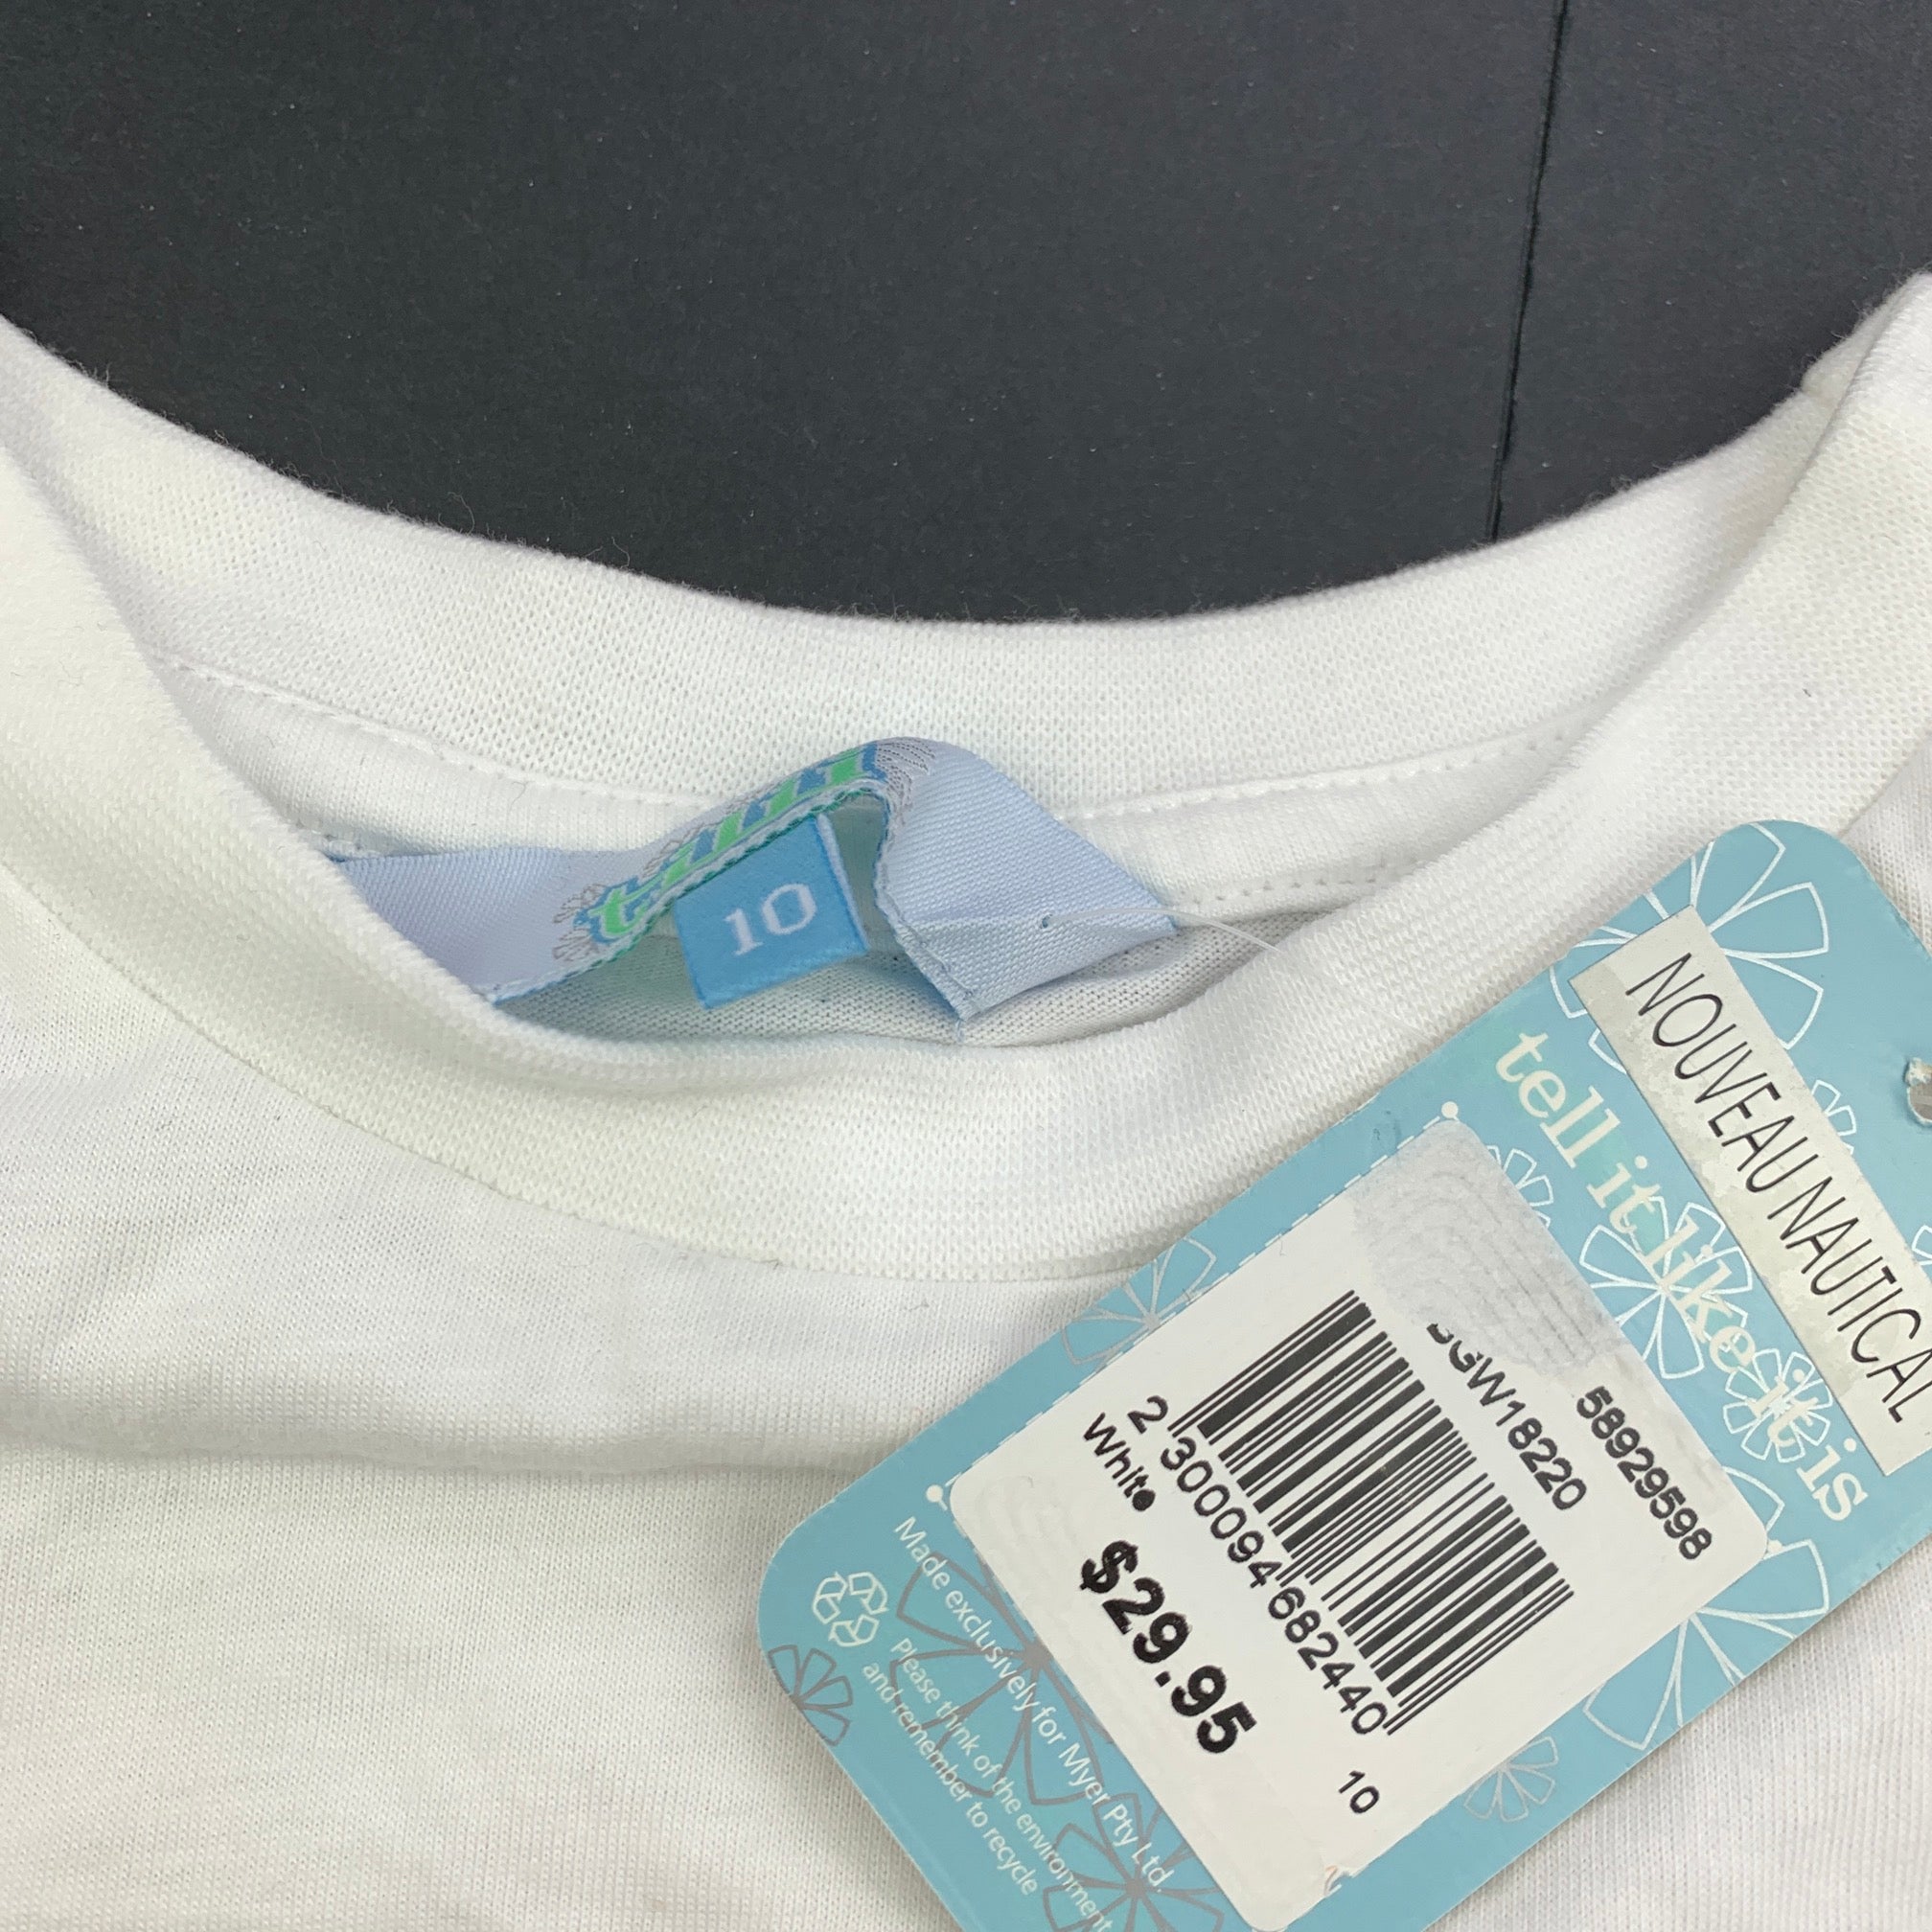 tilii
10
NOUVEAU NAUTICAL
tell it like it is
58929598
GW18220
2 300094 682440
White
10
$29.95
Made exclusively for Myer Pty Ltd.
Please think of the environment
and remember to recycle